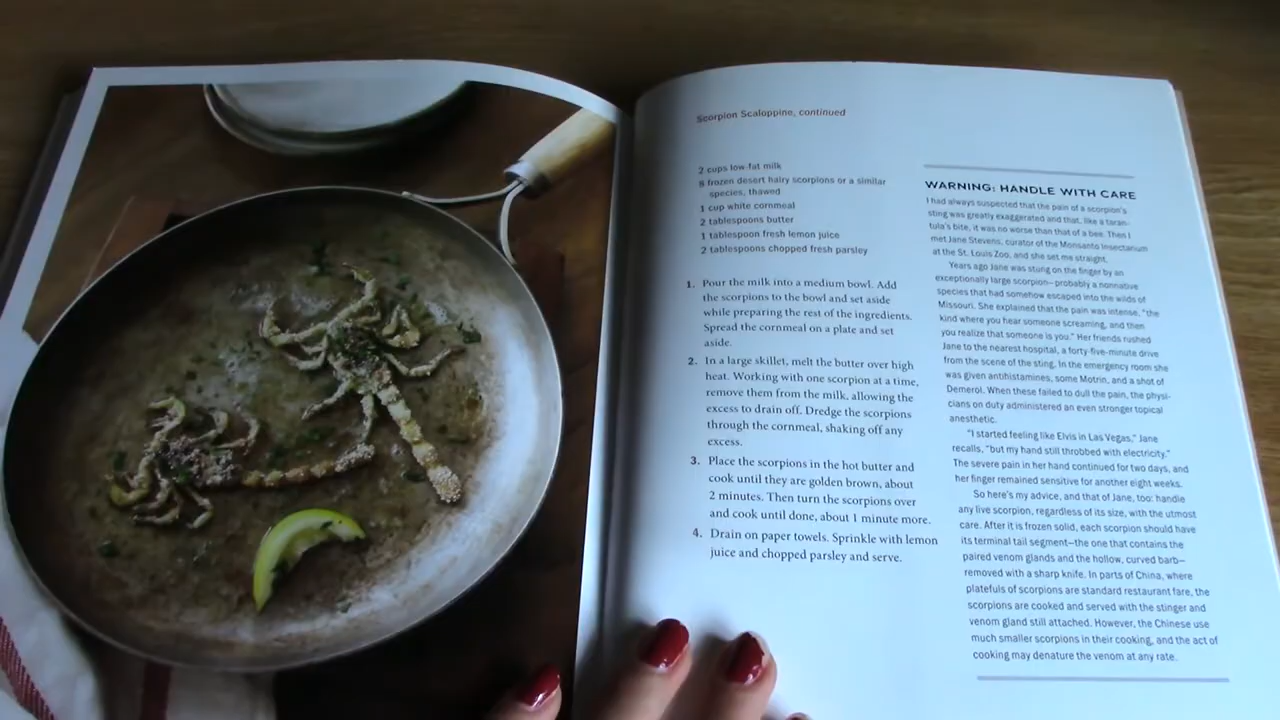 Scorpion Scaloppine, continued
2 cups low-fat milk
8 frozen desert hairy scorpions or a similar
species, thawed
1 cup white cornmeal
2 tablespoons butter
1 tablespoon fresh lemon juice
2 tablespoons chopped fresh parsley
1. Pour the milk into a medium bowl. Add
the scorpions to the bowl and set aside
while preparing the rest of the ingredients.
Spread the cornmeal on a plate and set
aside.
2. In a large skillet, melt the butter over high
heat. Working with one scorpion at a time,
remove them from the milk, allowing the
excess to drain off. Dredge the scorpions
through the cornmeal, shaking off any
excess.
3. Place the scorpions in the hot butter and
cook until they are golden brown, about
2 minutes. Then turn the scorpions over
and cook until done, about 1 minute more.
4. Drain on paper towels. Sprinkle with lemon
juice and chopped parsley and serve.
WARNING: HANDLE WITH CARE
I had always suspected that the pain of a scorpion's
sting was greatly exaggerated and that, like a taran-
tula's bite, it was no worse than that of a bee. Then I
met Jane Stevens, curator of the Monsanto Insectarium
at the St. Louis Zoo, and she set me straight.
Years ago Jane was stung on the finger by an
exceptionally large scorpion—probably a nonnative
species that had somehow escaped into the wilds of
Missouri. She explained that the pain was intense, "the
kind where you hear someone screaming, and then
you realize that someone is you." Her friends rushed
Jane to the nearest hospital, a forty-five-minute drive
from the scene of the sting. In the emergency room she
was given antihistamines, some Motrin, and a shot of
Demerol. When these failed to dull the pain, the physi-
cians on duty administered an even stronger topical
anesthetic.
"I started feeling like Elvis in Las Vegas," Jane
recalls, "but my hand still throbbed with electricity."
The severe pain in her hand continued for two days, and
her finger remained sensitive for another eight weeks.
So here's my advice, and that of Jane, too: handle
any live scorpion, regardless of its size, with the utmost
care. After it is frozen solid, each scorpion should have
its terminal tail segment—the one that contains the
paired venom glands and the hollow, curved barb—
removed with a sharp knife. In parts of China, where
platefuls of scorpions are standard restaurant fare, the
scorpions are cooked and served with the stinger and
venom gland still attached. However, the Chinese use
much smaller scorpions in their cooking, and the act of
cooking may denature the venom at any rate.